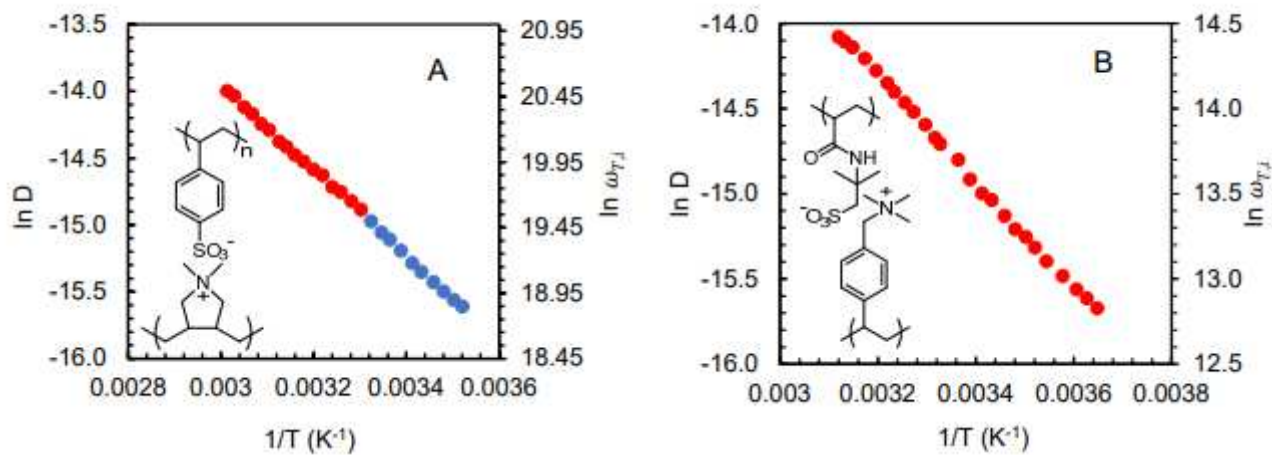 A
-13.5
-14.0
-14.5
-15.0
-15.5
-16.0
ln D
20.95
20.45
19.95
19.45
18.95
18.45
ln ω_{T,i}
n
SO₃⁻
N
+
0.0028 0.003 0.0032 0.0034 0.0036
1/T (K⁻¹)
B
-14.0
-14.5
-15.0
-15.5
-16.0
ln D
14.5
14.0
13.5
13.0
12.5
ln ω_{T,i}
O
NH
⁻O₃S
+
N
0.003 0.0032 0.0034 0.0036 0.0038
1/T (K⁻¹)